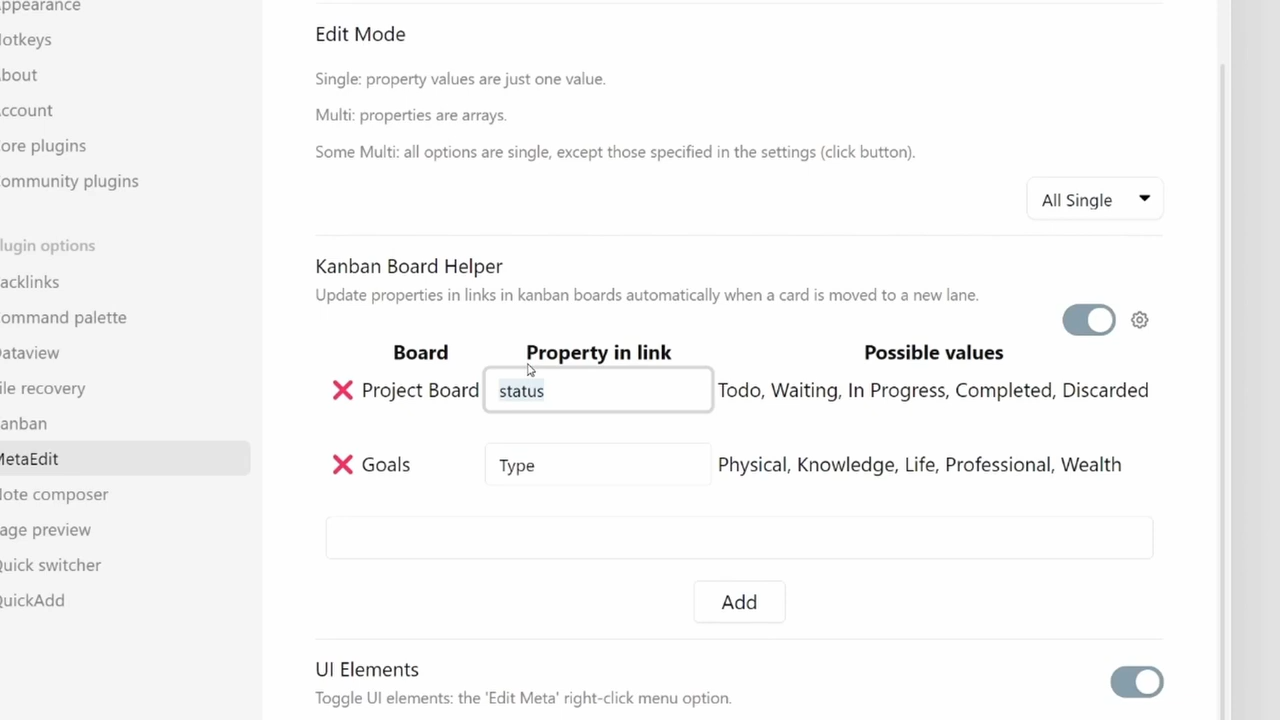 ppearance
otkeys
bout
ccount
ore plugins
ommunity plugins
lugin options
acklinks
ommand palette
ataview
ile recovery
anban
MetaEdit
ote composer
age preview
Quick switcher
QuickAdd
Edit Mode
Single: property values are just one value.
Multi: properties are arrays.
Some Multi: all options are single, except those specified in the settings (click button).
All Single
Kanban Board Helper
Update properties in links in kanban boards automatically when a card is moved to a new lane.
Board Property in link Possible values
❌ Project Board status Todo, Waiting, In Progress, Completed, Discarded
❌ Goals Type Physical, Knowledge, Life, Professional, Wealth
Add
UI Elements
Toggle UI elements: the 'Edit Meta' right-click menu option.